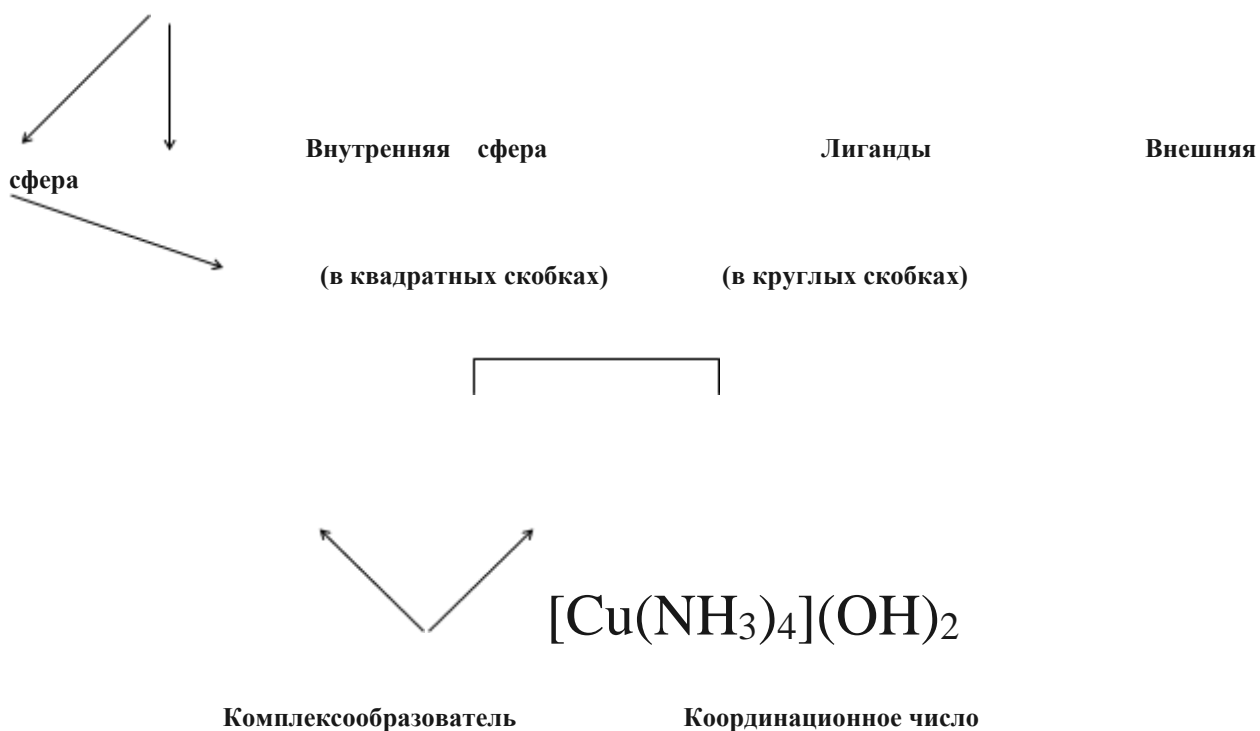 Внутренняя сфера Лиганды Внешняя
сфера
(в квадратных скобках) (в круглых скобках)
[Cu(NH₃)₄](OH)₂
Комплексообразователь Координационное число